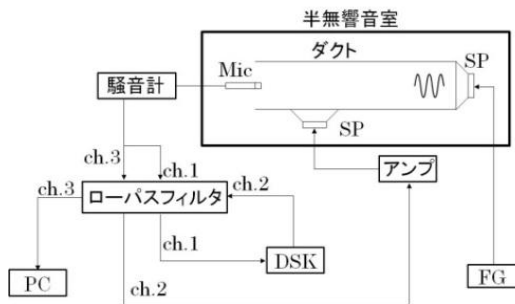 半無響音室
ダクト
SP
Mic
騒音計
SP
ch.3
ch.1
アンプ
ch.3
ch.2
ローパスフィルタ
ch.1
DSK
PC
ch.2
FG